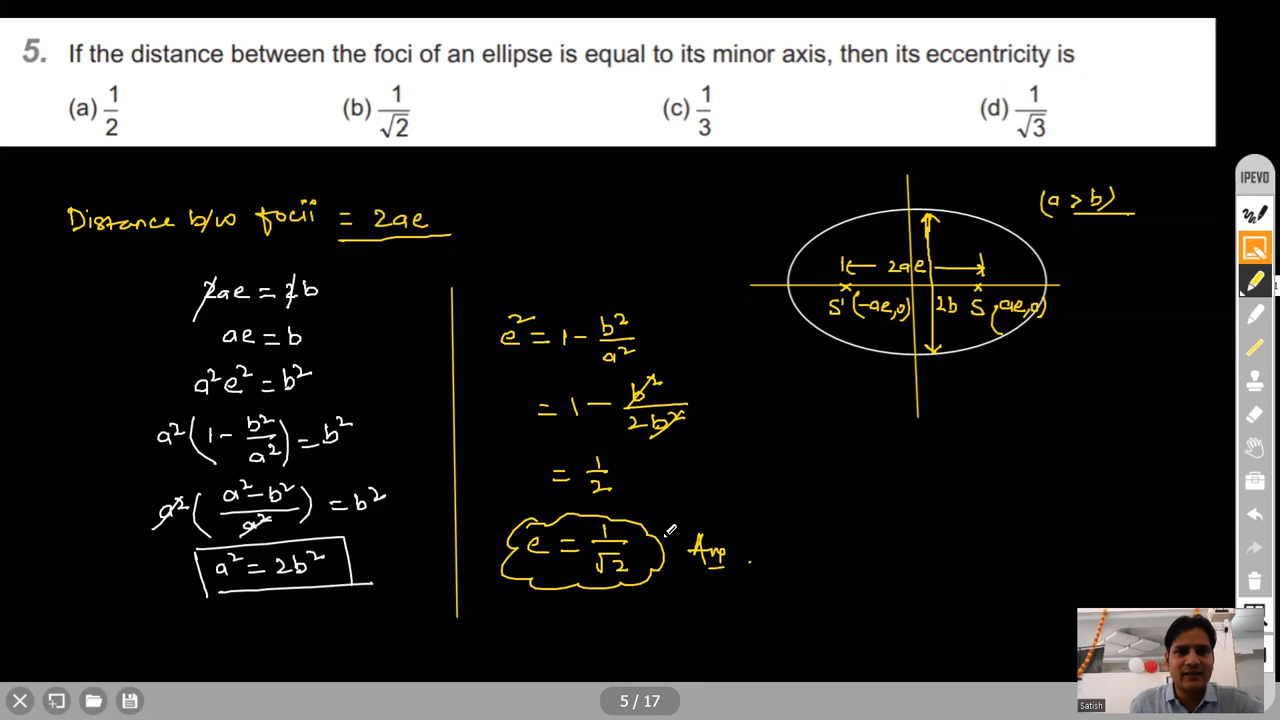 5. If the distance between the foci of an ellipse is equal to its minor axis, then its eccentricity is
(a) 1/2 (b) 1/√2 (c) 1/3 (d) 1/√3
Distance b/w focii = 2ae
2ae = 2b
ae = b
a²e² = b²
a²(1 - b²/a²) = b²
a²(a² - b²/a²) = b²
a² = 2b²
e² = 1 - b²/a²
= 1 - b²/2b²
= 1/2
e = 1/√2 Ans.
(a > b)
2ae
S' (-ae,0) 2b S (ae,0)
IPEVO
5 / 17
Satish